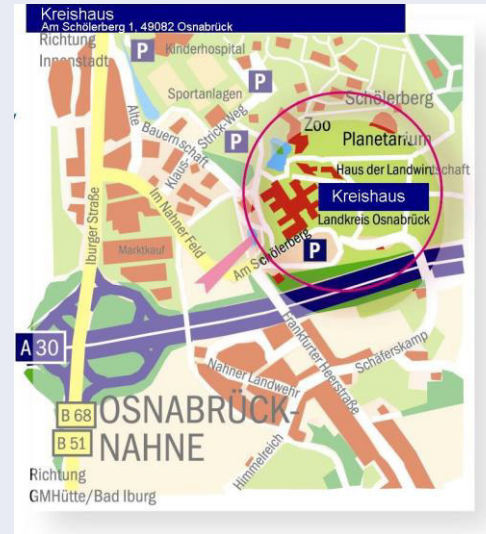 Kreishaus
Am Schölerberg 1, 49082 Osnabrück
Richtung
Innenstadt
P
Kinderhospital
P
Sportanlagen
Schölerberg
Alte
Bauernschaft
Klaus-
Strick-Weg
P
Zoo
Planetarium
Haus der Landwirtschaft
Kreishaus
Landkreis Osnabrück
Iburger Straße
Im Nahner Feld
Marktkauf
Am Schölerberg
P
A 30
Frankfurter Heerstraße
Schäferskamp
Nahner Landwehr
B 68
B 51
OSNABRÜCK-
NAHNE
Himmelreich
Richtung
GMHütte/Bad Iburg